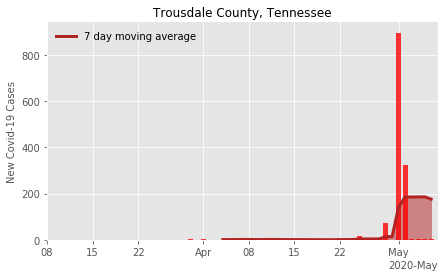 Trousdale County, Tennessee
7 day moving average
New Covid-19 Cases
800
600
400
200
0
08 15 22 Apr 08 15 22 May
2020-May